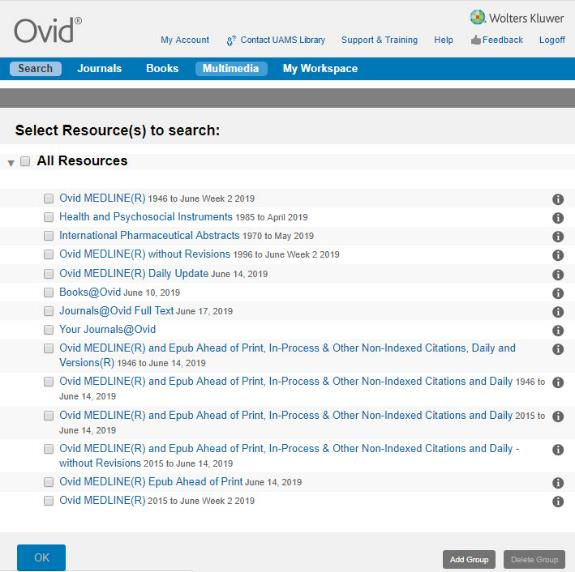 Wolters Kluwer
Ovid®
My Account Contact UAMS Library Support & Training Help Feedback Logoff
Search Journals Books Multimedia My Workspace
Select Resource(s) to search:
All Resources
Ovid MEDLINE(R) 1946 to June Week 2 2019
Health and Psychosocial Instruments 1985 to April 2019
International Pharmaceutical Abstracts 1970 to May 2019
Ovid MEDLINE(R) without Revisions 1996 to June Week 2 2019
Ovid MEDLINE(R) Daily Update June 14, 2019
Books@Ovid June 10, 2019
Journals@Ovid Full Text June 17, 2019
Your Journals@Ovid
Ovid MEDLINE(R) and Epub Ahead of Print, In-Process & Other Non-Indexed Citations, Daily and
Versions(R) 1946 to June 14, 2019
Ovid MEDLINE(R) and Epub Ahead of Print, In-Process & Other Non-Indexed Citations and Daily 1946 to
June 14, 2019
Ovid MEDLINE(R) and Epub Ahead of Print, In-Process & Other Non-Indexed Citations and Daily 2015 to
June 14, 2019
Ovid MEDLINE(R) and Epub Ahead of Print, In-Process & Other Non-Indexed Citations and Daily -
without Revisions 2015 to June 14, 2019
Ovid MEDLINE(R) Epub Ahead of Print June 14, 2019
Ovid MEDLINE(R) 2015 to June Week 2 2019
OK Add Group Delete Group